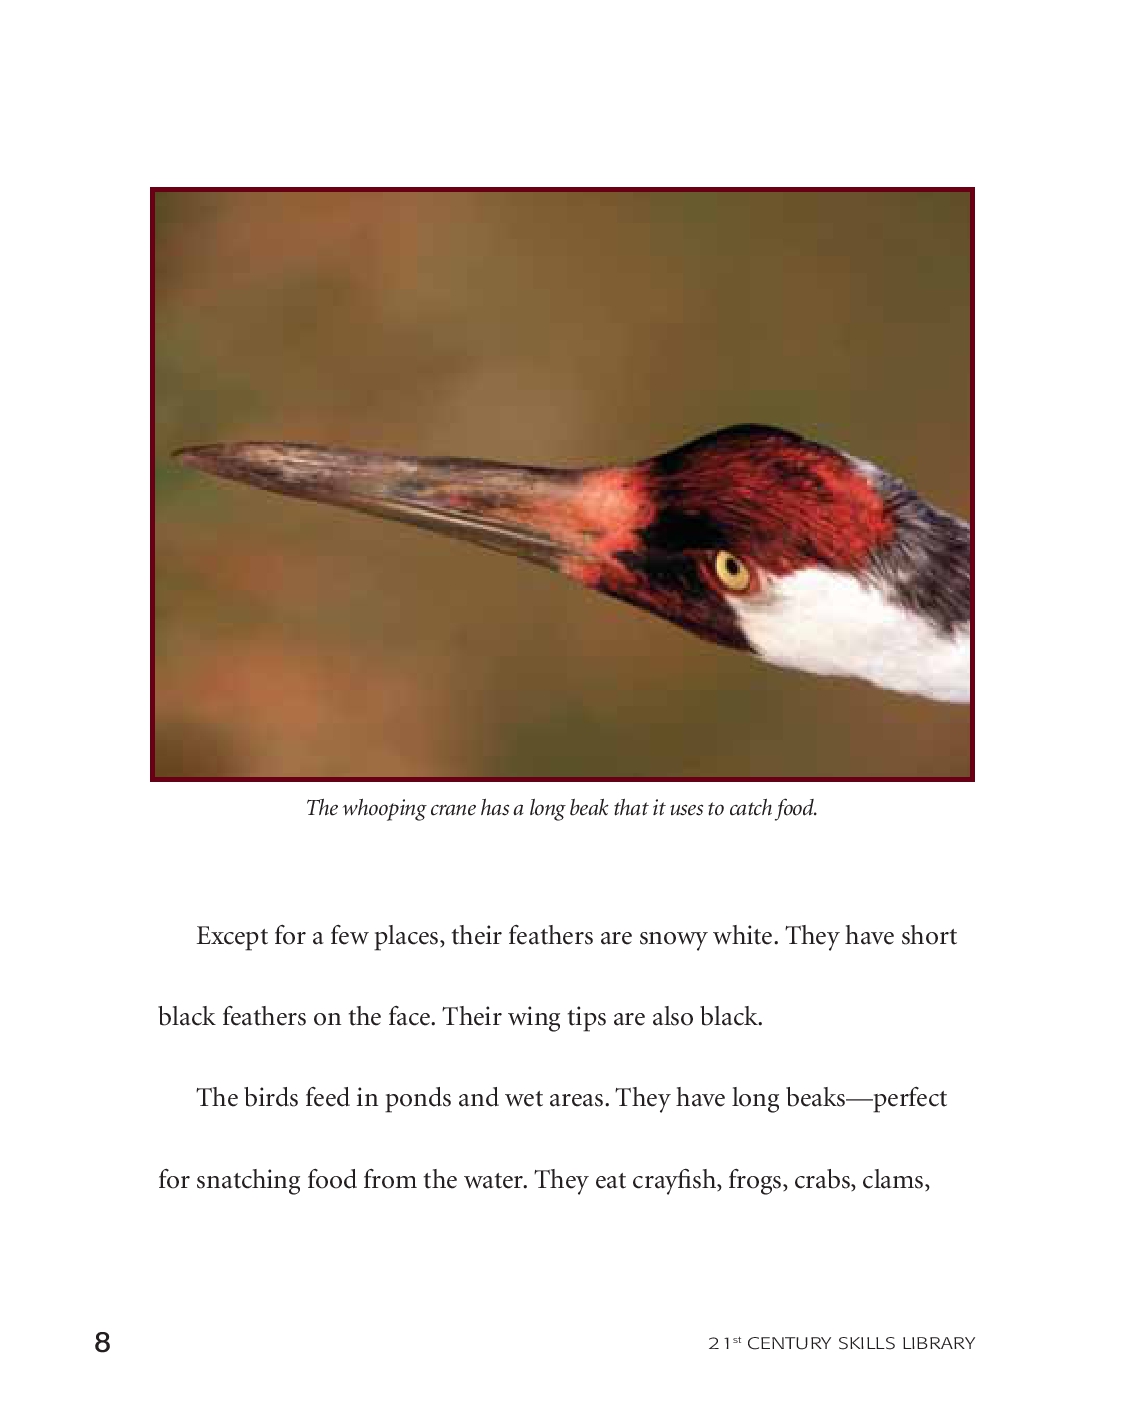 The whooping crane has a long beak that it uses to catch food.
Except for a few places, their feathers are snowy white. They have short
black feathers on the face. Their wing tips are also black.
The birds feed in ponds and wet areas. They have long beaks—perfect
for snatching food from the water. They eat crayfish, frogs, crabs, clams,
8
21st CENTURY SKILLS LIBRARY